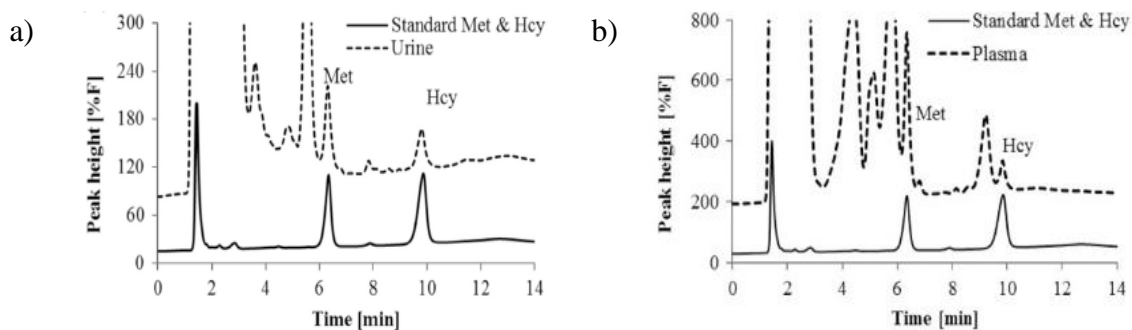 a)
Peak height [%F]
300
240
180
120
60
0
Standard Met & Hcy
Urine
Met
Hcy
0 2 4 6 8 10 12 14
Time [min]
b)
Peak height [%F]
800
600
400
200
0
Standard Met & Hcy
Plasma
Met
Hcy
0 2 4 6 8 10 12 14
Time [min]